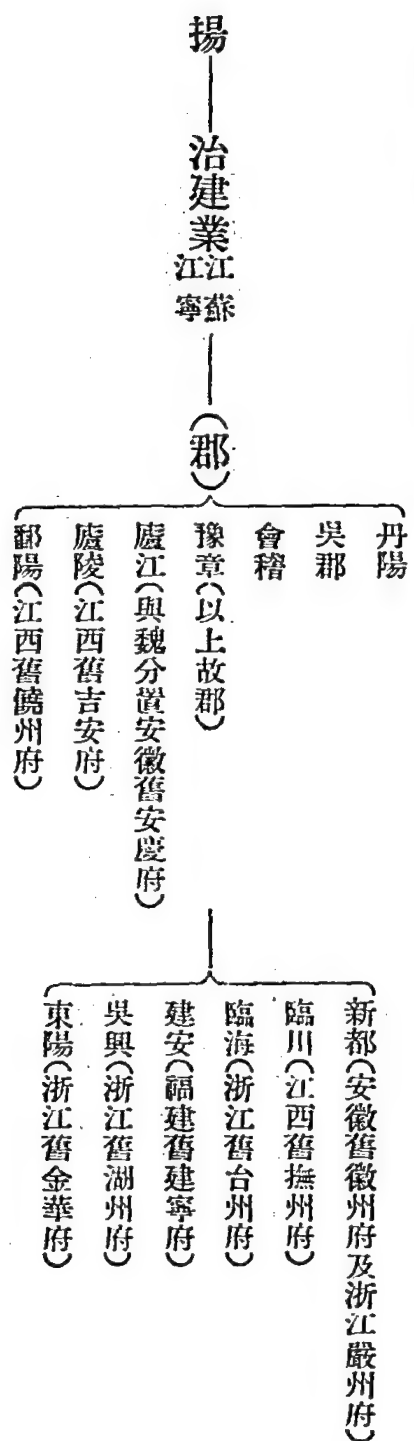 揚
治建業
江蘇
江寧
（郡）
丹陽
吳郡
會稽
豫章（以上故郡）
廬江（與魏分置安徽舊安慶府）
廬陵（江西舊吉安府）
鄱陽（江西舊饒州府）
新都（安徽舊徽州府及浙江嚴州府）
臨川（江西舊撫州府）
臨海（浙江舊台州府）
建安（福建舊建寧府）
吳興（浙江舊湖州府）
東陽（浙江舊金華府）